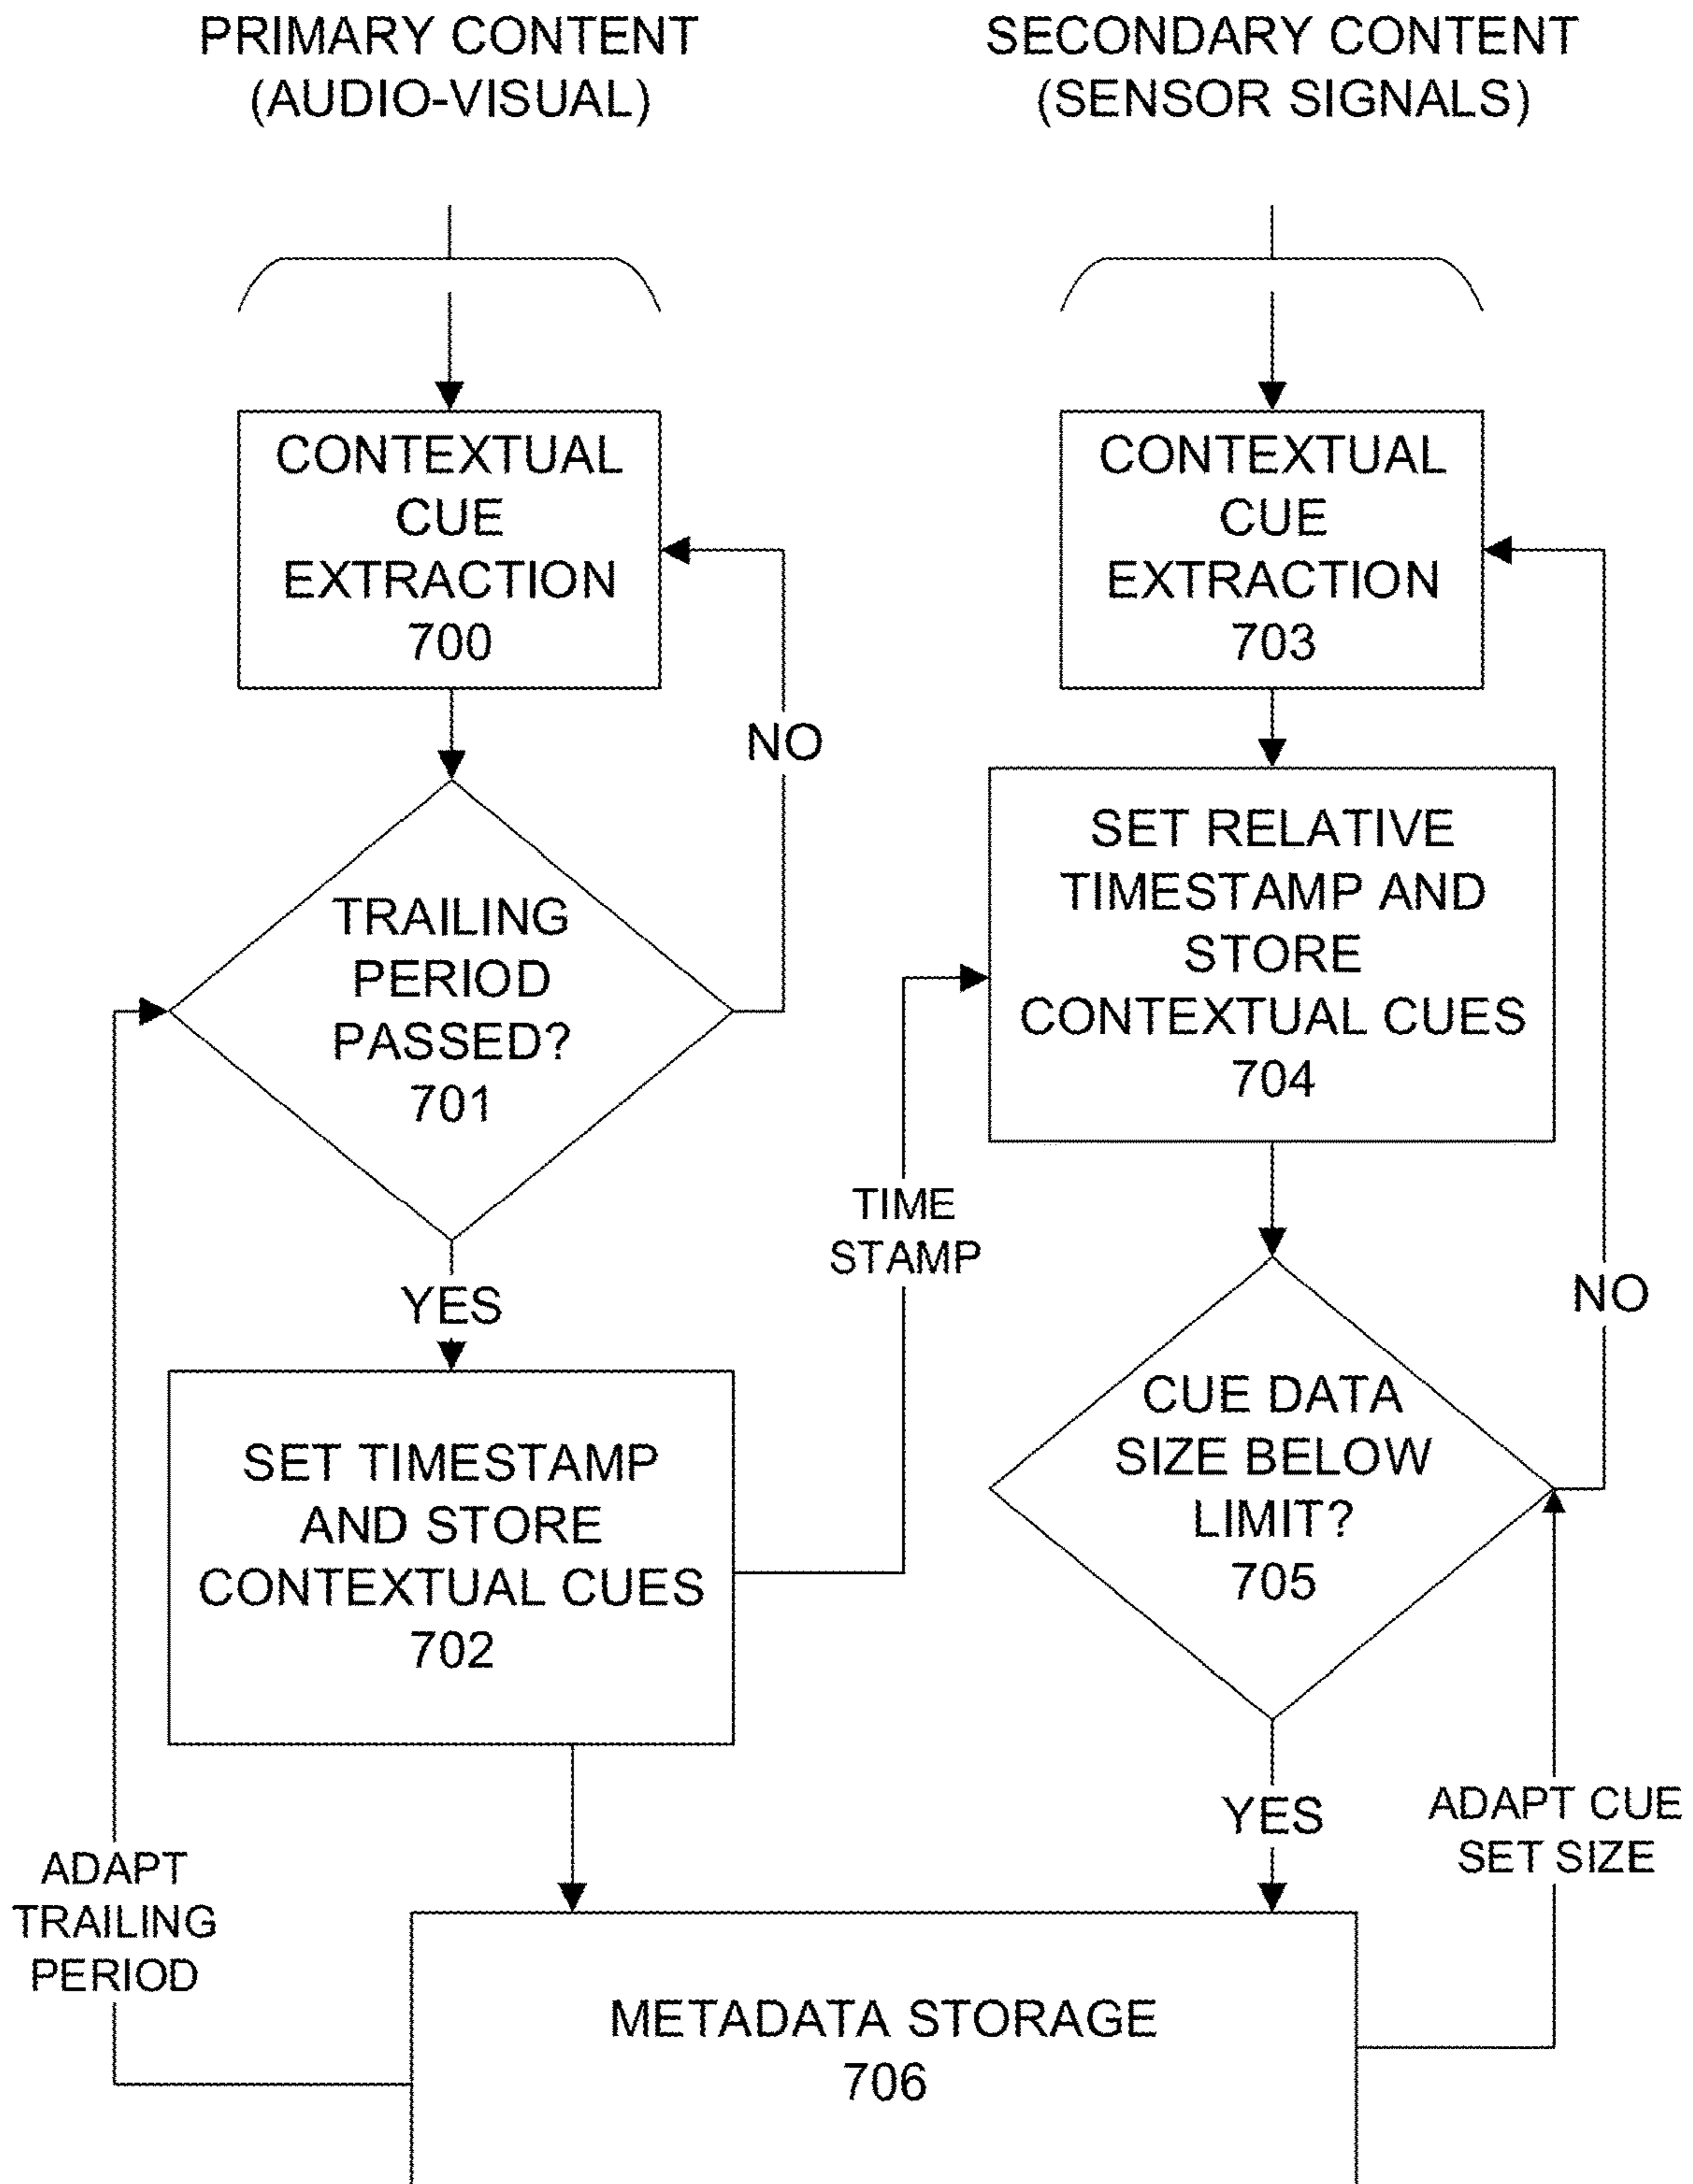 PRIMARY CONTENT
(AUDIO-VISUAL)
SECONDARY CONTENT
(SENSOR SIGNALS)
CONTEXTUAL
CUE
EXTRACTION
700
CONTEXTUAL
CUE
EXTRACTION
703
NO
TRAILING
PERIOD
PASSED?
701
SET RELATIVE
TIMESTAMP AND
STORE
CONTEXTUAL CUES
704
TIME
STAMP
YES
NO
SET TIMESTAMP
AND STORE
CONTEXTUAL CUES
702
CUE DATA
SIZE BELOW
LIMIT?
705
YES
ADAPT CUE
SET SIZE
ADAPT
TRAILING
PERIOD
METADATA STORAGE
706